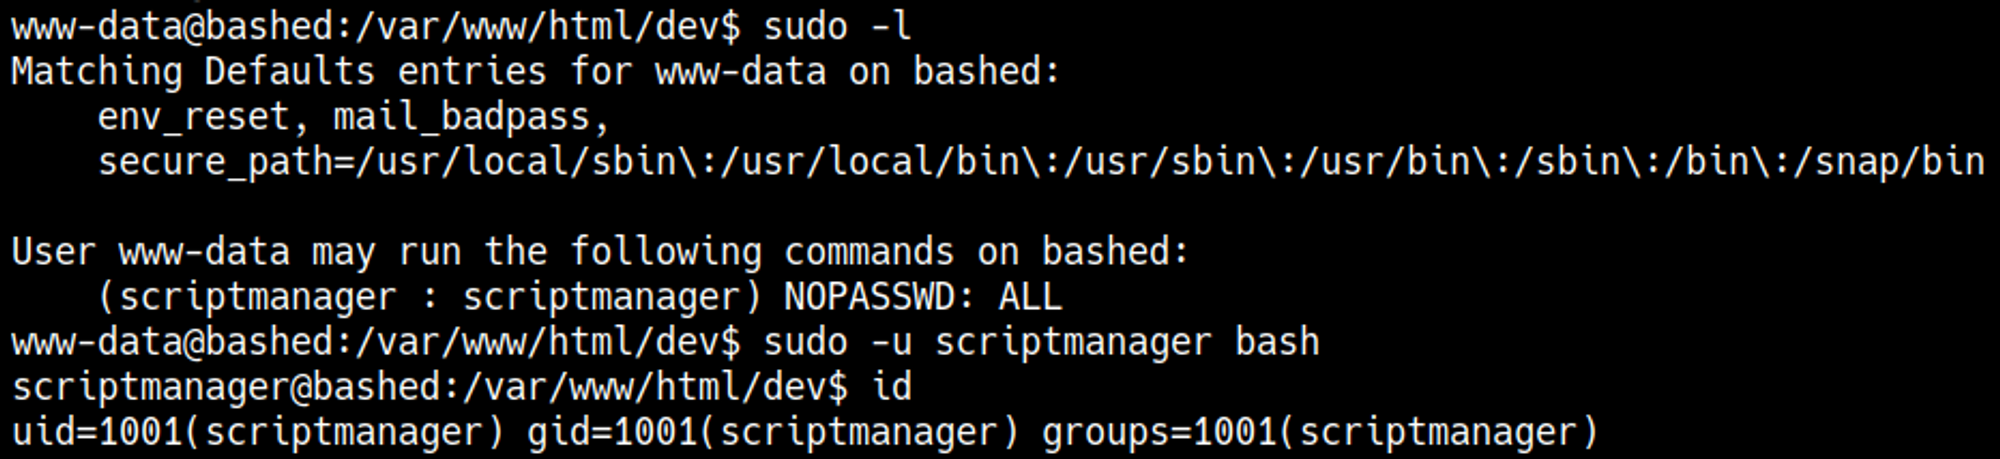 www-data@bashed:/var/www/html/dev$ sudo -l
Matching Defaults entries for www-data on bashed:
    env_reset, mail_badpass,
    secure_path=/usr/local/sbin\:/usr/local/bin\:/usr/sbin\:/usr/bin\:/sbin\:/bin\:/snap/bin

User www-data may run the following commands on bashed:
    (scriptmanager : scriptmanager) NOPASSWD: ALL
www-data@bashed:/var/www/html/dev$ sudo -u scriptmanager bash
scriptmanager@bashed:/var/www/html/dev$ id
uid=1001(scriptmanager) gid=1001(scriptmanager) groups=1001(scriptmanager)